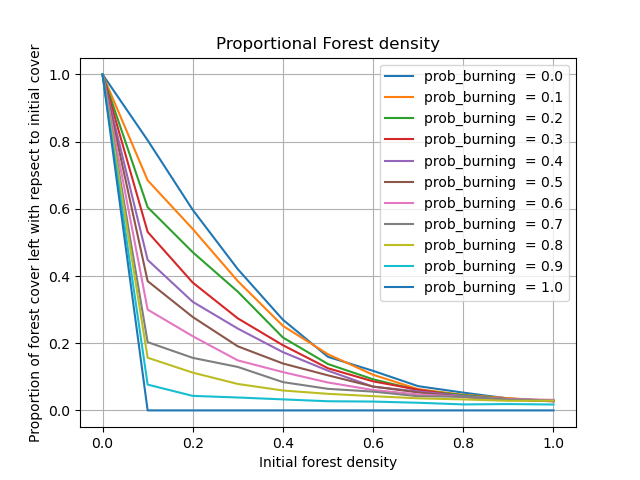 Proportional Forest density
Proportion of forest cover left with repsect to initial cover
1.0
0.8
0.6
0.4
0.2
0.0
prob_burning = 0.0
prob_burning = 0.1
prob_burning = 0.2
prob_burning = 0.3
prob_burning = 0.4
prob_burning = 0.5
prob_burning = 0.6
prob_burning = 0.7
prob_burning = 0.8
prob_burning = 0.9
prob_burning = 1.0
0.0 0.2 0.4 0.6 0.8 1.0
Initial forest density